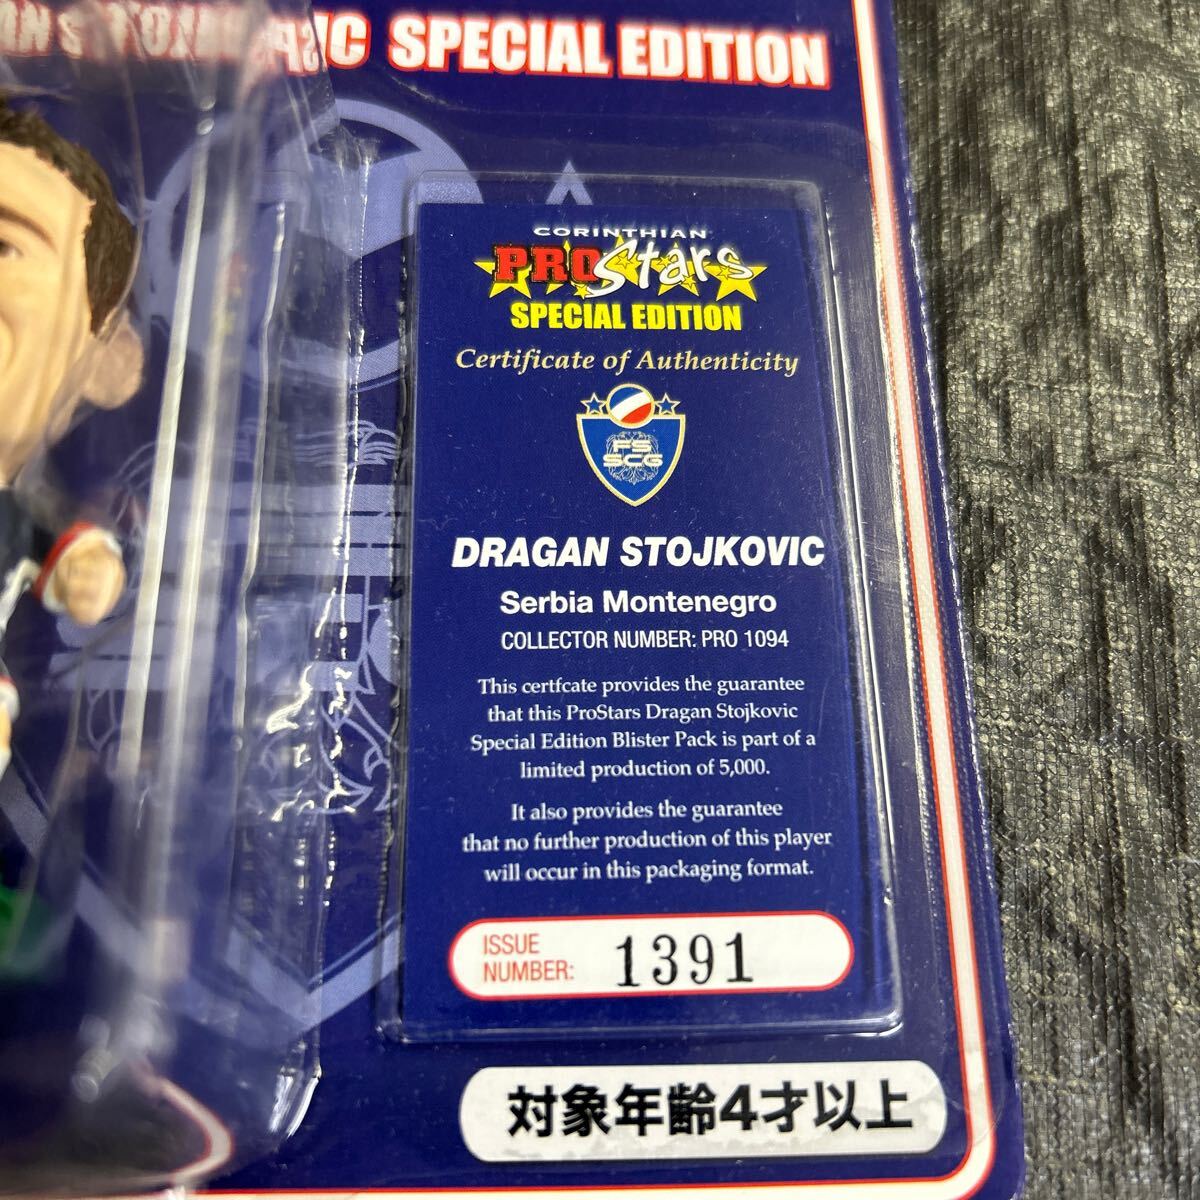 SPECIAL EDITION
CORINTHIAN
PROStars
SPECIAL EDITION
Certificate of Authenticity
FS
SCG
DRAGAN STOJKOVIC
Serbia Montenegro
COLLECTOR NUMBER: PRO 1094
This certfcate provides the guarantee
that this ProStars Dragan Stojkovic
Special Edition Blister Pack is part of a
limited production of 5,000.
It also provides the guarantee
that no further production of this player
will occur in this packaging format.
ISSUE
NUMBER: 1391
対象年齢4才以上